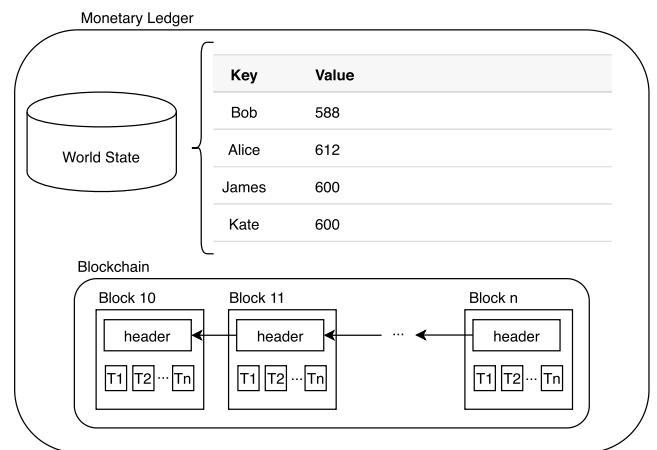 Monetary Ledger
Key Value
Bob 588
World State
Alice 612
James 600
Kate 600
Blockchain
Block 10 Block 11 Block n
header header ... header
T1 T2 ... Tn T1 T2 ... Tn T1 T2 ... Tn